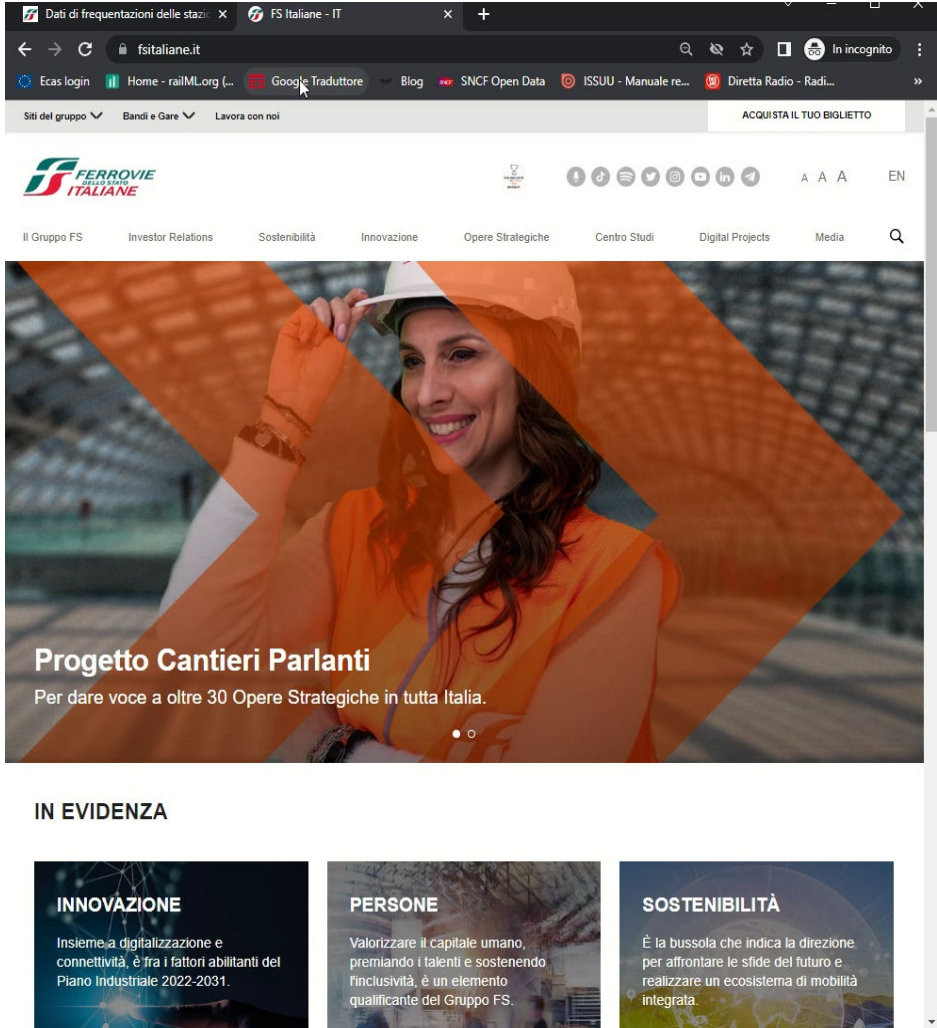 Dati di frequentazioni delle stazio
FS Italiane - IT
fsitaliane.it
In incognito
Ecas login
Home - railML.org (...
Google Traduttore
Blog
SNCF Open Data
ISSUU - Manuale re...
Diretta Radio - Radi...
»
Siti del gruppo
Bandi e Gare
Lavora con noi
ACQUISTA IL TUO BIGLIETTO
FERROVIE
DELLO STATO
ITALIANE
A A A
EN
Il Gruppo FS
Investor Relations
Sostenibilità
Innovazione
Opere Strategiche
Centro Studi
Digital Projects
Media
Progetto Cantieri Parlanti
Per dare voce a oltre 30 Opere Strategiche in tutta Italia.
IN EVIDENZA
INNOVAZIONE
Insieme a digitalizzazione e
connettività, è fra i fattori abilitanti del
Piano Industriale 2022-2031.
PERSONE
Valorizzare il capitale umano,
premiando i talenti e sostenendo
l'inclusività, è un elemento
qualificante del Gruppo FS.
SOSTENIBILITÀ
È la bussola che indica la direzione
per affrontare le sfide del futuro e
realizzare un ecosistema di mobilità
integrata.